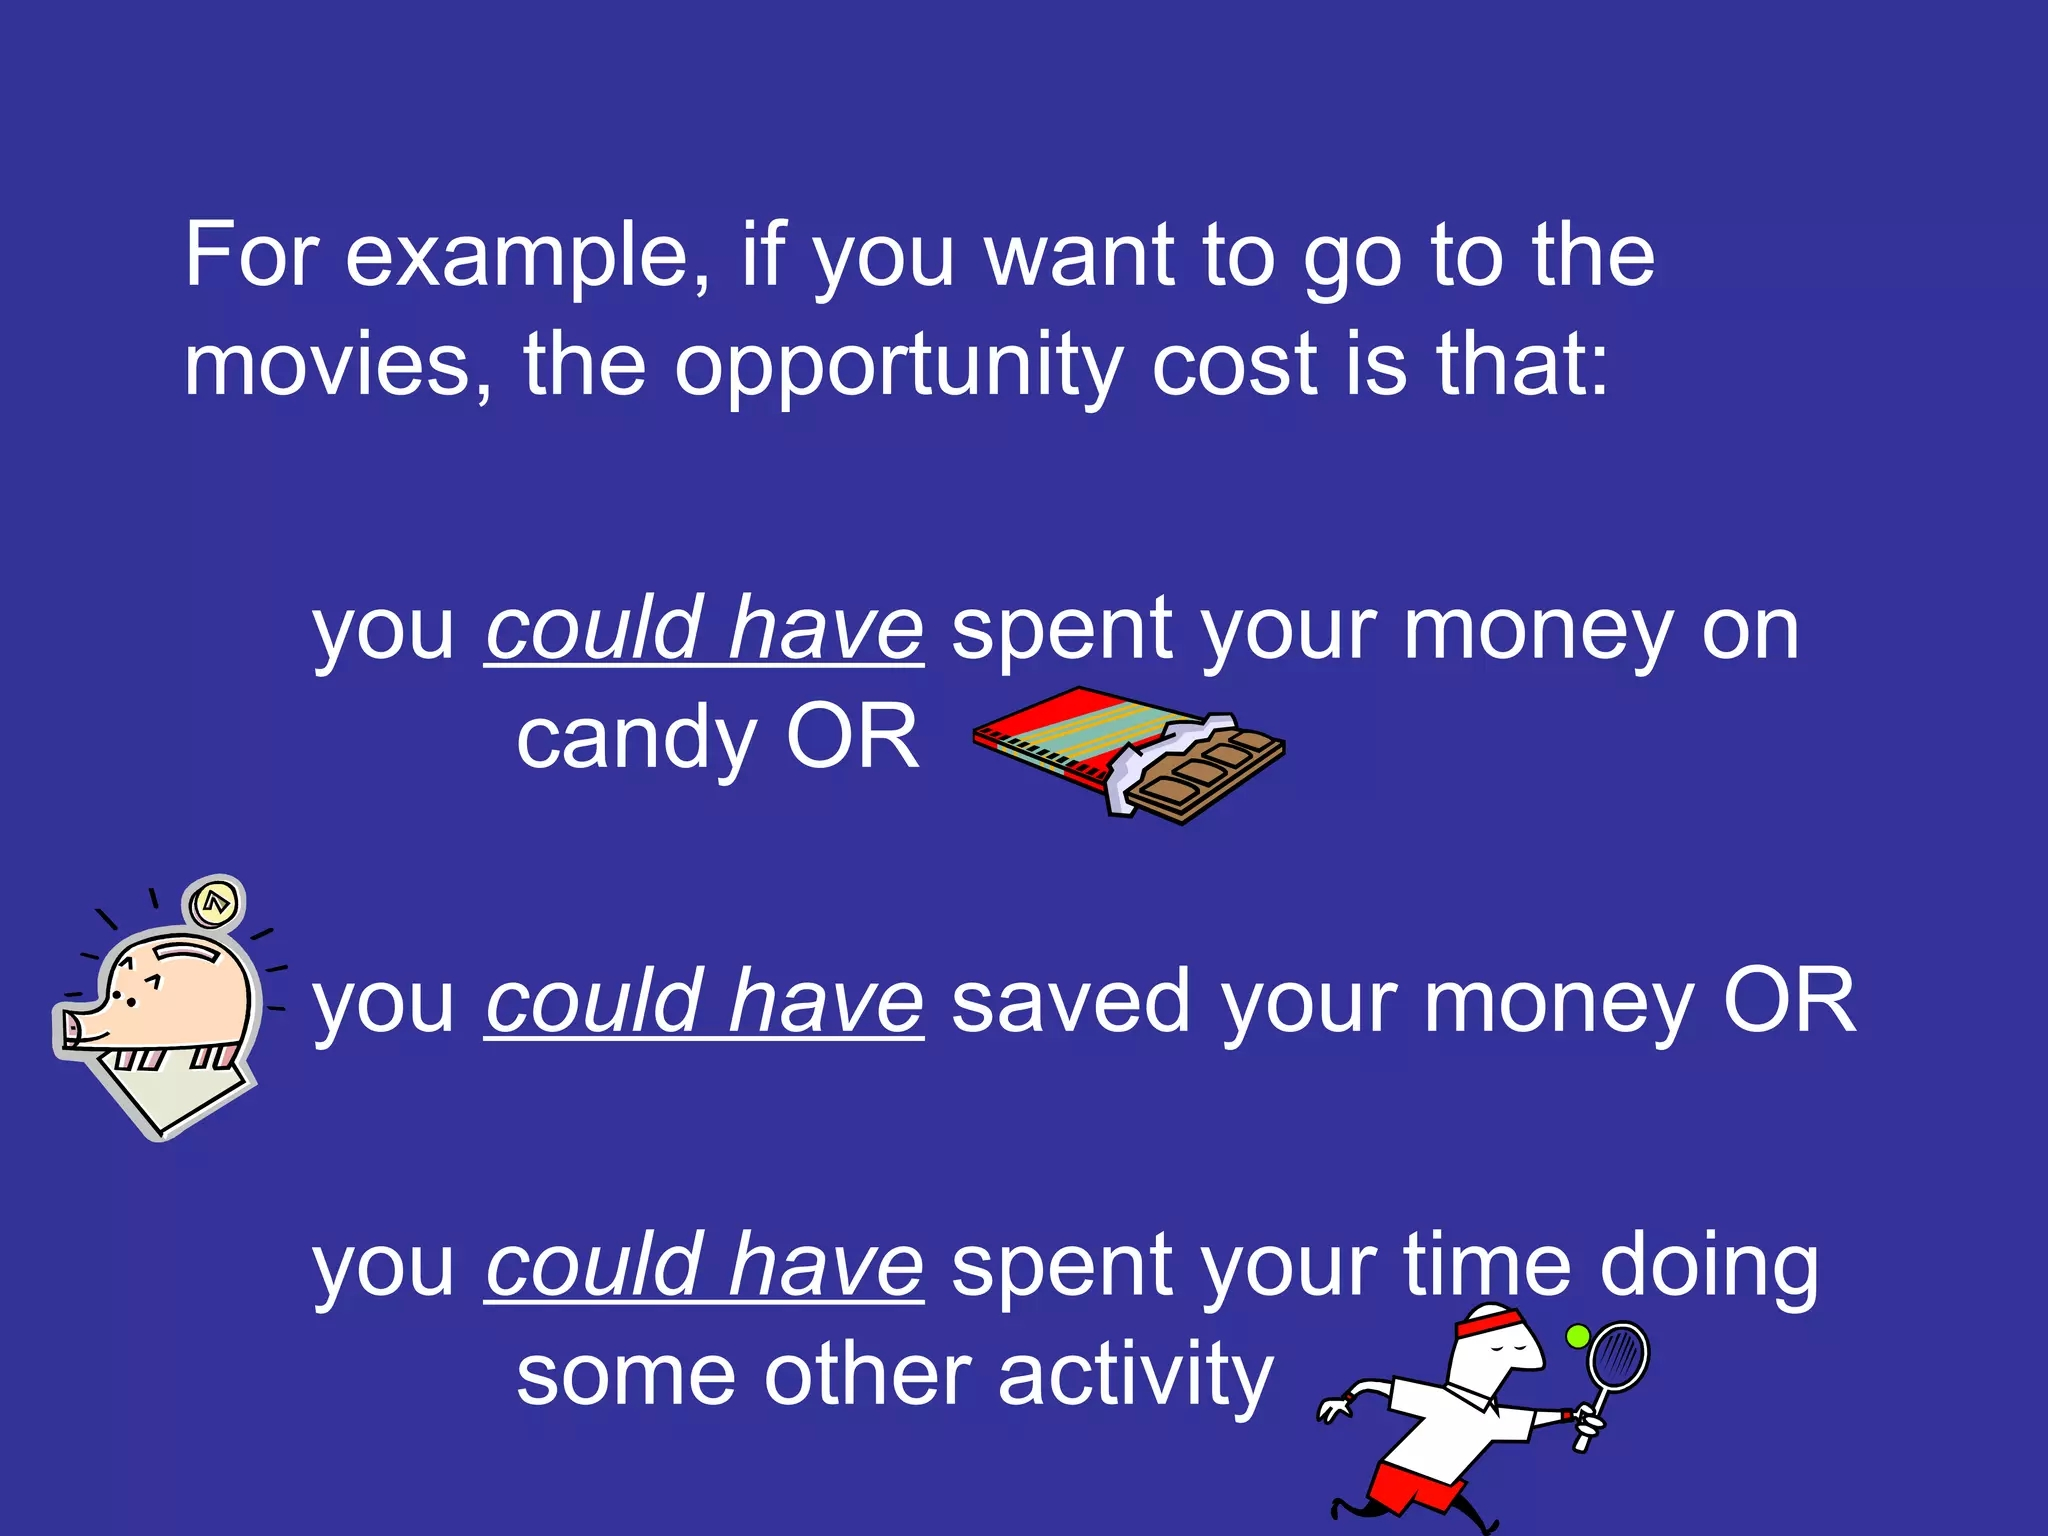 For example, if you want to go to the
movies, the opportunity cost is that:
you could have spent your money on
candy OR
you could have saved your money OR
you could have spent your time doing
some other activity